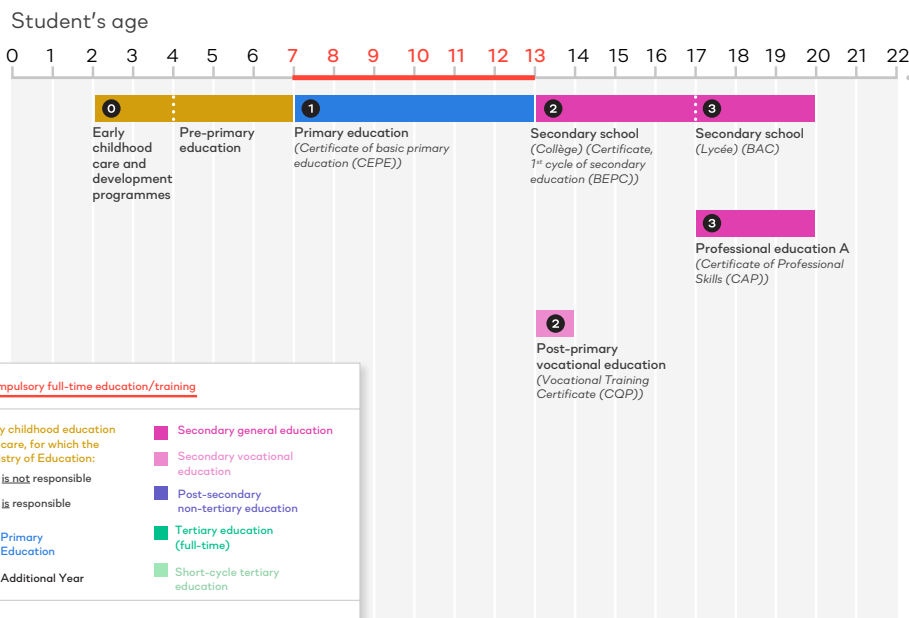 Student's age
0 1 2 3 4 5 6 7 8 9 10 11 12 13 14 15 16 17 18 19 20 21 22
0 1 2 3
Early
childhood
care and
development
programmes
Pre-primary
education
Primary education
(Certificate of basic primary
education (CEPE))
Secondary school
(Collège) (Certificate,
1st cycle of secondary
education (BEPC))
Secondary school
(Lycée) (BAC)
3
Professional education A
(Certificate of Professional
Skills (CAP))
2
Post-primary
vocational education
(Vocational Training
Certificate (CQP))
mpulsory full-time education/training
y childhood education
care, for which the
stry of Education:
is not responsible
is responsible
Primary
Education
Additional Year
Secondary general education
Secondary vocational
education
Post-secondary
non-tertiary education
Tertiary education
(full-time)
Short-cycle tertiary
education